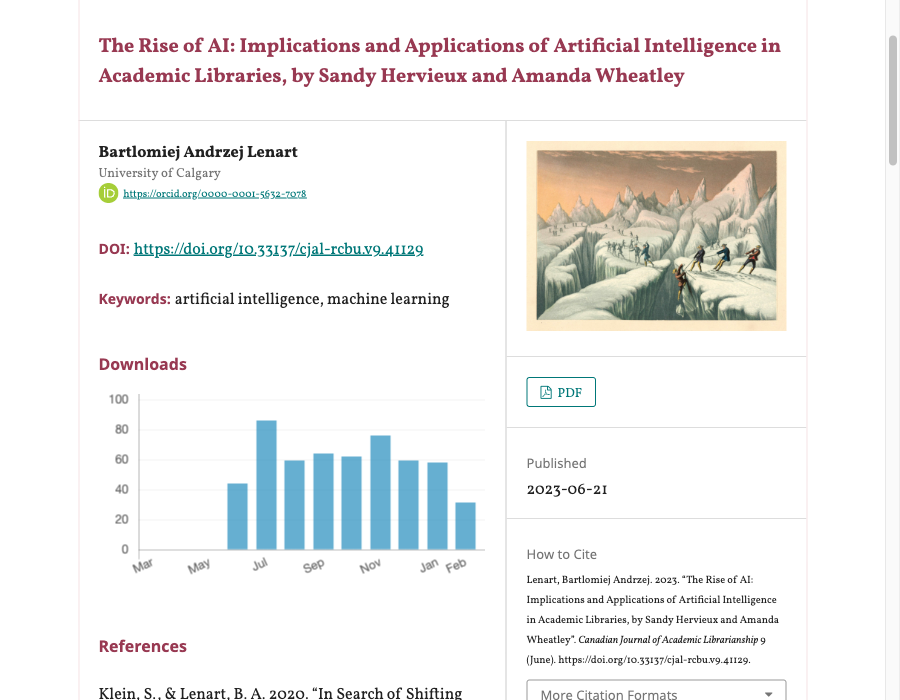 The Rise of AI: Implications and Applications of Artificial Intelligence in
Academic Libraries, by Sandy Hervieux and Amanda Wheatley
Bartlomiej Andrzej Lenart
University of Calgary
iD https://orcid.org/0000-0001-5632-7078
DOI: https://doi.org/10.33137/cjal-rcbu.v9.41129
Keywords: artificial intelligence, machine learning
Downloads
100
80
60
40
20
0
Mar May Jul Sep Nov Jan Feb
References
Klein, S., & Lenart, B. A. 2020. “In Search of Shifting
PDF
Published
2023-06-21
How to Cite
Lenart, Bartlomiej Andrzej. 2023. “The Rise of AI:
Implications and Applications of Artificial Intelligence
in Academic Libraries, by Sandy Hervieux and Amanda
Wheatley”. Canadian Journal of Academic Librarianship 9
(June). https://doi.org/10.33137/cjal-rcbu.v9.41129.
More Citation Formats